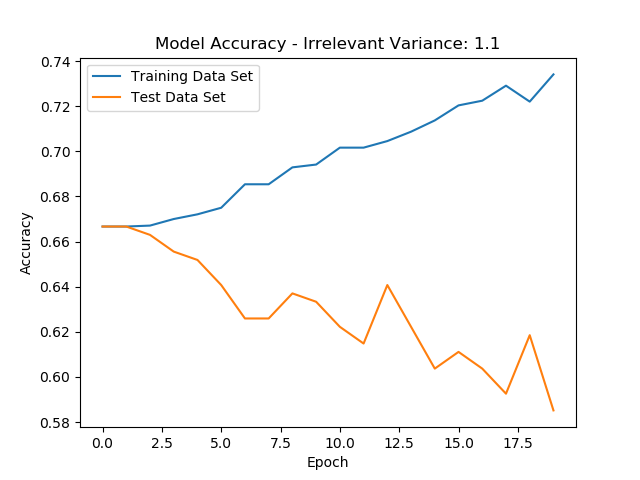 Model Accuracy - Irrelevant Variance: 1.1
Training Data Set
Test Data Set
0.74
0.72
0.70
0.68
0.66
0.64
0.62
0.60
0.58
Accuracy
0.0 2.5 5.0 7.5 10.0 12.5 15.0 17.5
Epoch